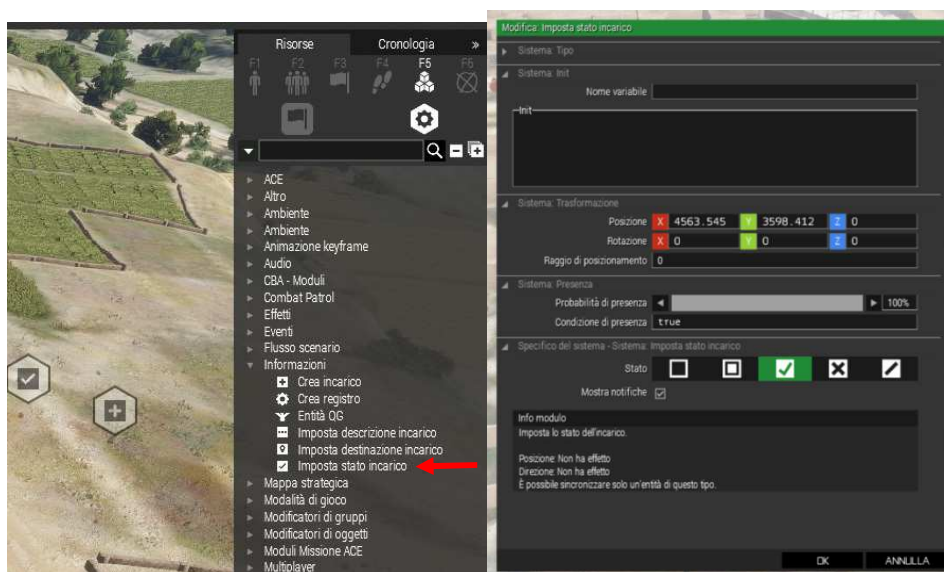 Risorse Cronologia »
F1 F2 F3 F4 F5 F6
ACE
Altro
Ambiente
Ambiente
Animazione keyframe
Audio
CBA - Moduli
Combat Patrol
Effetti
Eventi
Flusso scenario
Informazioni
Crea incarico
Crea registro
Entità QG
Imposta descrizione incarico
Imposta destinazione incarico
Imposta stato incarico
Mappa strategica
Modalità di gioco
Modificatori di gruppi
Modificatori di oggetti
Moduli Missione ACE
Multiplayer
Modifica: Imposta stato incarico
Sistema: Tipo
Sistema: Init
Nome variabile
Init
Sistema: Trasformazione
Posizione X 4563.545 Y 3598.412 Z 0
Rotazione X 0 Y 0 Z 0
Raggio di posizionamento 0
Sistema: Presenza
Probabilità di presenza 100%
Condizione di presenza true
Specifico del sistema - Sistema: Imposta stato incarico
Stato
Mostra notifiche
Info modulo
Imposta lo stato dell'incarico.
Posizione: Non ha effetto
Direzione: Non ha effetto
È possibile sincronizzare solo un'entità di questo tipo.
OK ANNULLA